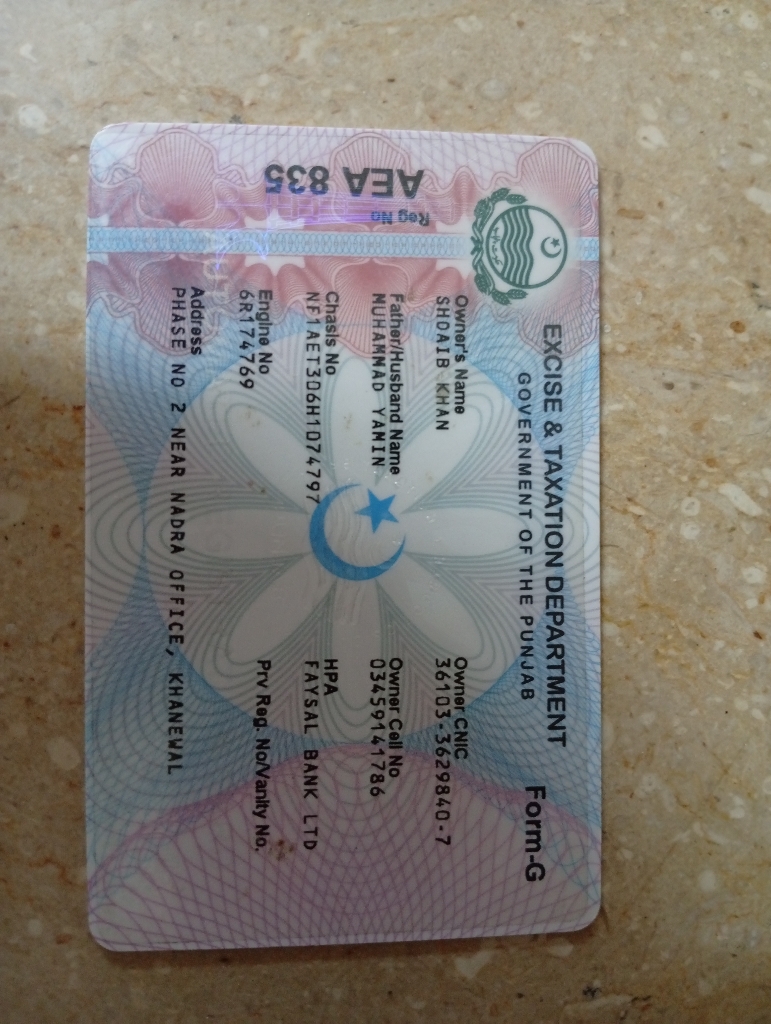 EXCISE & TAXATION DEPARTMENT
GOVERNMENT OF THE PUNJAB
Form-G
Reg No
AEA 835
Owner's Name
SHOAIB KHAN
Owner CNIC
36103-3629840-7
Father/Husband Name
MUHAMMAD YAMIN
Owner Cell No
03459141786
Chasis No
NF1AET306H1074797
HPA
FAYSAL BANK LTD
Engine No
6R174769
Prv Reg. No/Vanity No.
Address
PHASE NO 2 NEAR NADRA OFFICE, KHANEWAL